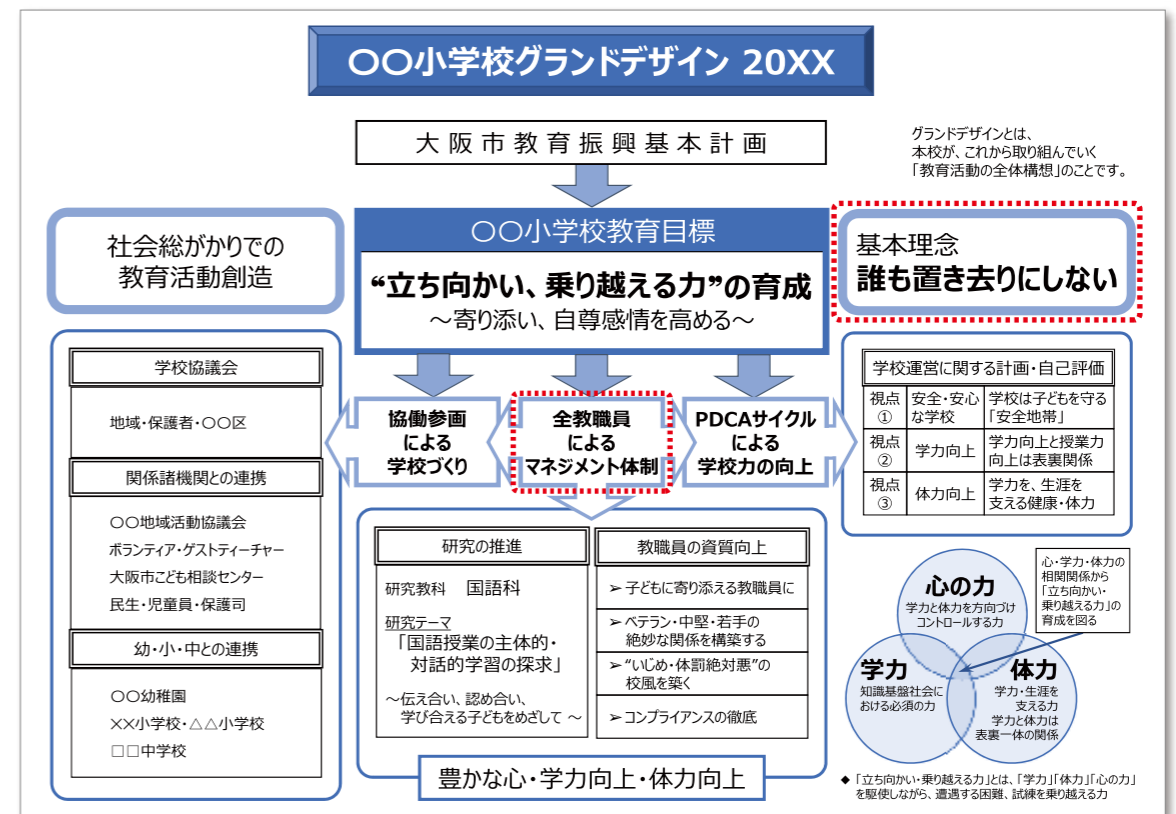 〇〇小学校グランドデザイン 20XX
大阪市教育振興基本計画
グランドデザインとは、
本校が、これから取り組んでいく
「教育活動の全体構想」のことです。
社会総がかりでの
教育活動創造
〇〇小学校教育目標
“立ち向かい、乗り越える力”の育成
～寄り添い、自尊感情を高める～
基本理念
誰も置き去りにしない
学校協議会
地域・保護者・〇〇区
関係諸機関との連携
〇〇地域活動協議会
ボランティア・ゲストティーチャー
大阪市こども相談センター
民生・児童員・保護司
幼・小・中との連携
〇〇幼稚園
××小学校・△△小学校
□□中学校
協働参画
による
学校づくり
全教職員
による
マネジメント体制
PDCAサイクル
による
学校力の向上
学校運営に関する計画・自己評価
視点
①
安全・安心
な学校
学校は子どもを守る
「安全地帯」
視点
②
学力向上
学力向上と授業力
向上は表裏関係
視点
③
体力向上
学力を、生涯を
支える健康・体力
研究の推進
研究教科 国語科
研究テーマ
「国語授業の主体的・
対話的学習の探求」
～伝え合い、認め合い、
学び合える子どもをめざして ～
教職員の資質向上
➢ 子どもに寄り添える教職員に
➢ ベテラン・中堅・若手の
絶妙な関係を構築する
➢ “いじめ・体罰絶対悪”の
校風を築く
➢ コンプライアンスの徹底
豊かな心・学力向上・体力向上
心の力
学力と体力を方向づけ
コントロールする力
心・学力・体力の
相関関係から
「立ち向かい・
乗り越える力」の
育成を図る
学力
知識基盤社会に
おける必須の力
体力
学力・生涯を
支える力
学力と体力は
表裏一体の関係
◆ 「立ち向かい・乗り越える力」とは、「学力」「体力」「心の力」
を駆使しながら、遭遇する困難、試練を乗り越える力